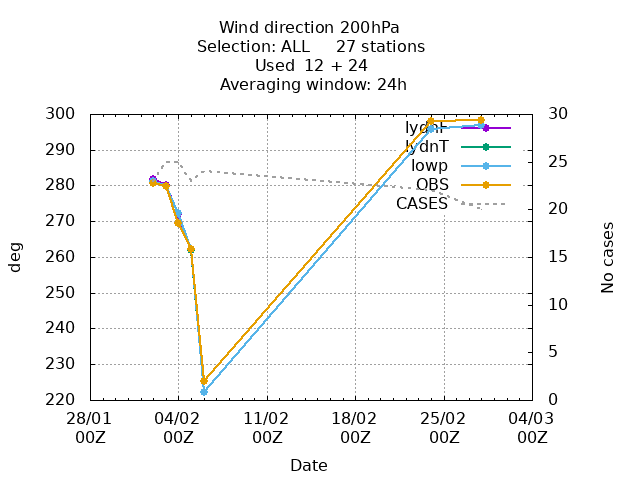 Wind direction 200hPa
Selection: ALL     27 stations
Used  12 + 24
Averaging window: 24h
300
290
280
270
260
250
240
230
220
deg
30
25
20
15
10
5
0
No cases
lydnF
lydnT
lowp
OBS
CASES
28/01 04/02 11/02 18/02 25/02 04/03
00Z 00Z 00Z 00Z 00Z 00Z
Date